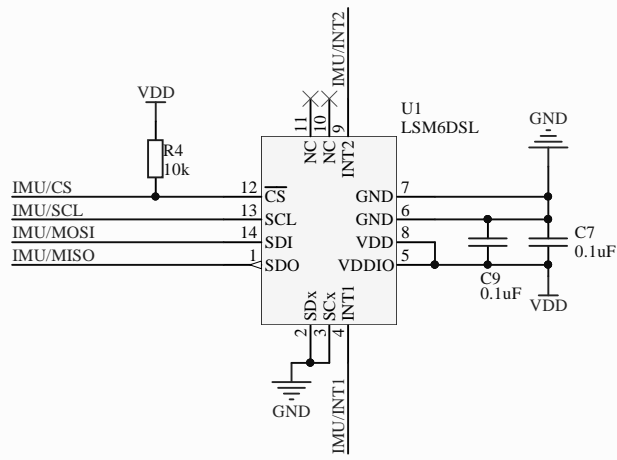 IMU/INT2
VDD
R4
10k
U1
LSM6DSL
GND
11
10
9
NC
NC
INT2
IMU/CS
12
CS
GND
7
IMU/SCL
13
SCL
GND
6
IMU/MOSI
14
SDI
VDD
8
IMU/MISO
1
SDO
VDDIO
5
C7
0.1uF
C9
0.1uF
VDD
SDx
SCx
INT1
2
3
4
GND
IMU/INT1